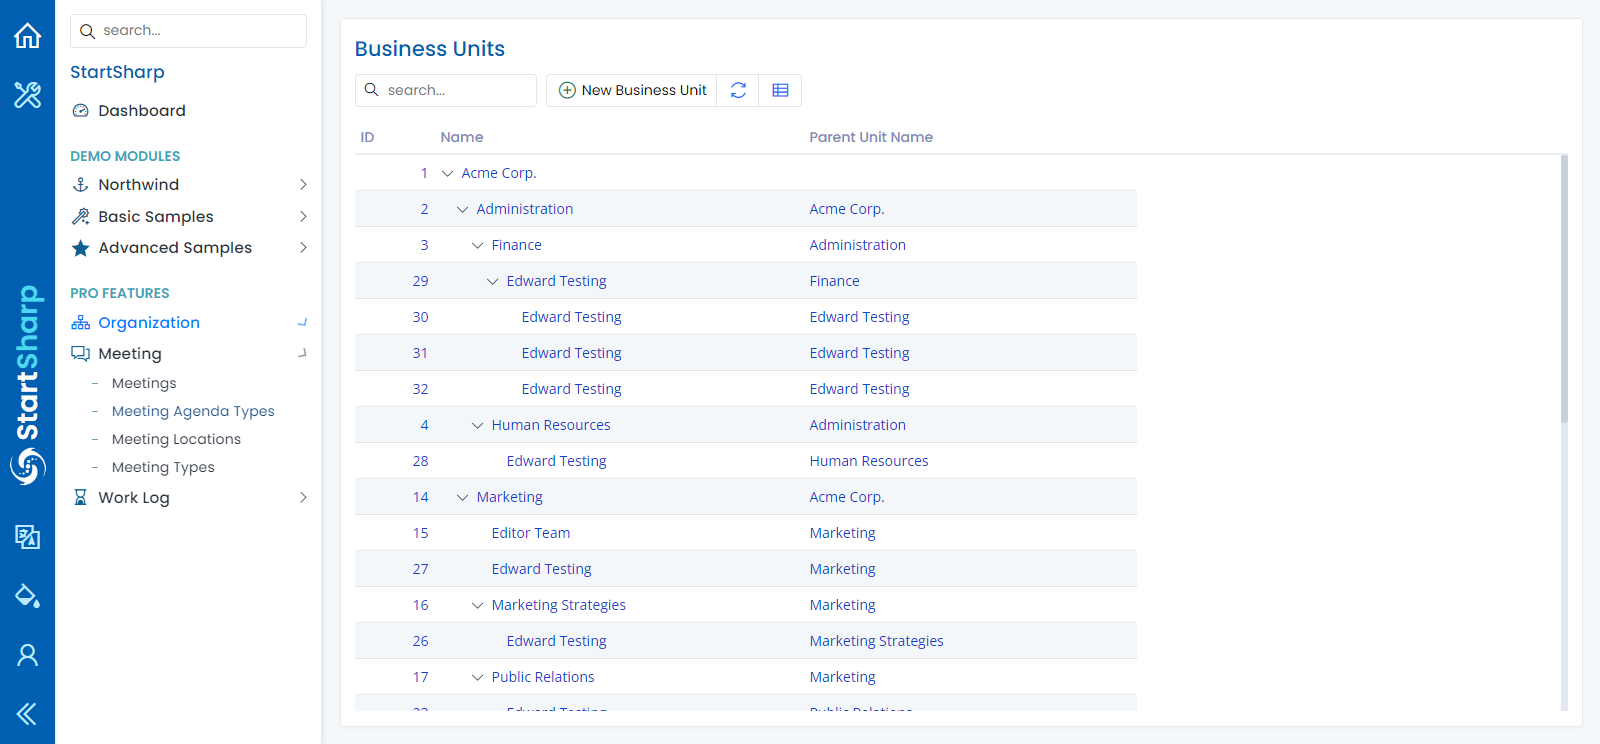 search...
StartSharp
Dashboard
DEMO MODULES
Northwind
Basic Samples
Advanced Samples
PRO FEATURES
Organization
Meeting
Meetings
Meeting Agenda Types
Meeting Locations
Meeting Types
Work Log
StartSharp
Business Units
search...
New Business Unit
ID Name Parent Unit Name
1 Acme Corp.
2 Administration Acme Corp.
3 Finance Administration
29 Edward Testing Finance
30 Edward Testing Edward Testing
31 Edward Testing Edward Testing
32 Edward Testing Edward Testing
4 Human Resources Administration
28 Edward Testing Human Resources
14 Marketing Acme Corp.
15 Editor Team Marketing
27 Edward Testing Marketing
16 Marketing Strategies Marketing
26 Edward Testing Marketing Strategies
17 Public Relations Marketing
Edward Testing Public Relations